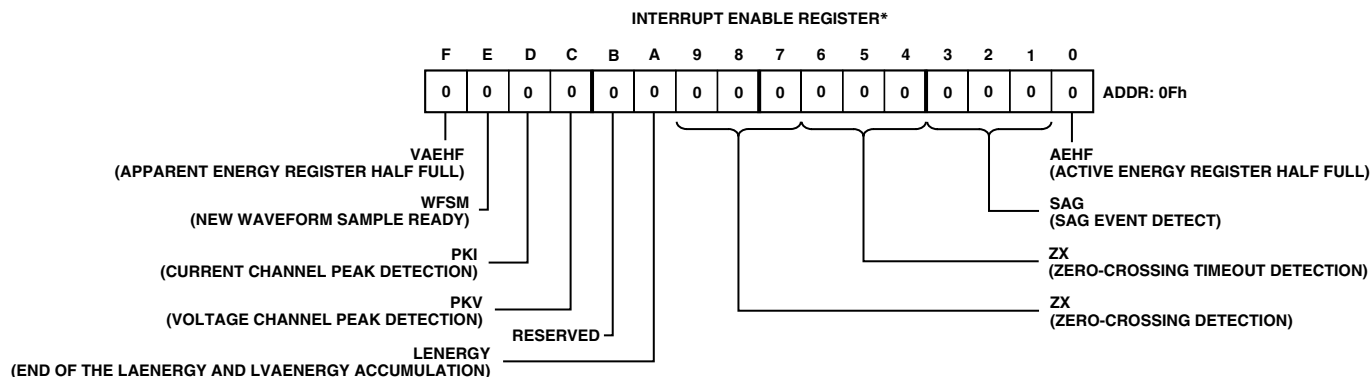 INTERRUPT ENABLE REGISTER*
F E D C B A 9 8 7 6 5 4 3 2 1 0
0 0 0 0 0 0 0 0 0 0 0 0 0 0 0 0 ADDR: 0Fh
VAEHF
(APPARENT ENERGY REGISTER HALF FULL)
WFSM
(NEW WAVEFORM SAMPLE READY)
PKI
(CURRENT CHANNEL PEAK DETECTION)
PKV
(VOLTAGE CHANNEL PEAK DETECTION)
RESERVED
LENERGY
(END OF THE LAENERGY AND LVAENERGY ACCUMULATION)
AEHF
(ACTIVE ENERGY REGISTER HALF FULL)
SAG
(SAG EVENT DETECT)
ZX
(ZERO-CROSSING TIMEOUT DETECTION)
ZX
(ZERO-CROSSING DETECTION)